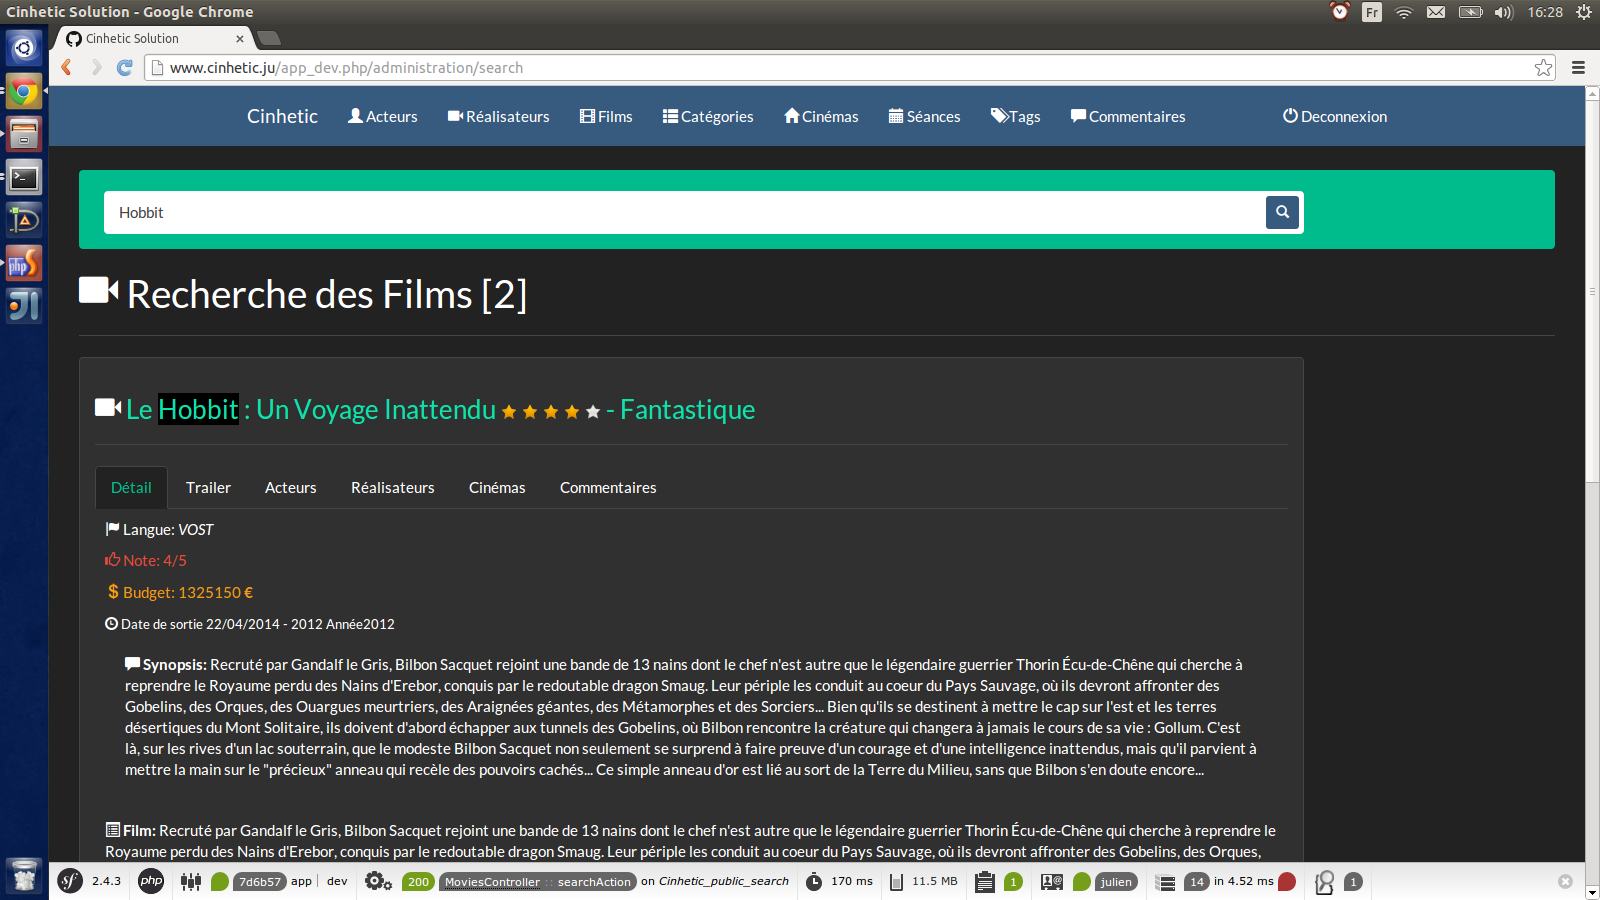 Cinhetic Solution - Google Chrome
Fr
16:28
Cinhetic Solution
www.cinhetic.ju/app_dev.php/administration/search
Cinhetic Acteurs Réalisateurs Films Catégories Cinémas Séances Tags Commentaires Deconnexion
Hobbit
Recherche des Films [2]
Le Hobbit : Un Voyage Inattendu - Fantastique
Détail Trailer Acteurs Réalisateurs Cinémas Commentaires
Langue: VOST
Note: 4/5
$ Budget: 1325150 €
Date de sortie 22/04/2014 - 2012 Année2012
Synopsis: Recruté par Gandalf le Gris, Bilbon Sacquet rejoint une bande de 13 nains dont le chef n'est autre que le légendaire guerrier Thorin Écu-de-Chêne qui cherche à
reprendre le Royaume perdu des Nains d'Erebor, conquis par le redoutable dragon Smaug. Leur périple les conduit au coeur du Pays Sauvage, où ils devront affronter des
Gobelins, des Orques, des Ouargues meurtriers, des Araignées géantes, des Métamorphes et des Sorciers... Bien qu'ils se destinent à mettre le cap sur l'est et les terres
désertiques du Mont Solitaire, ils doivent d'abord échapper aux tunnels des Gobelins, où Bilbon rencontre la créature qui changera à jamais le cours de sa vie : Gollum. C'est
là, sur les rives d'un lac souterrain, que le modeste Bilbon Sacquet non seulement se surprend à faire preuve d'un courage et d'une intelligence inattendus, mais qu'il parvient à
mettre la main sur le "précieux" anneau qui recèle des pouvoirs cachés... Ce simple anneau d'or est lié au sort de la Terre du Milieu, sans que Bilbon s'en doute encore...
Film: Recruté par Gandalf le Gris, Bilbon Sacquet rejoint une bande de 13 nains dont le chef n'est autre que le légendaire guerrier Thorin Écu-de-Chêne qui cherche à reprendre le
Royaume perdu des Nains d'Erebor, conquis par le redoutable dragon Smaug. Leur périple les conduit au coeur du Pays Sauvage, où ils devront affronter des Gobelins, des Orques,
sf 2.4.3 php 7d6b57 app dev 200 MoviesController :: searchAction on Cinhetic_public_search 170 ms 11.5 MB 1 julien 14 in 4.52 ms 1